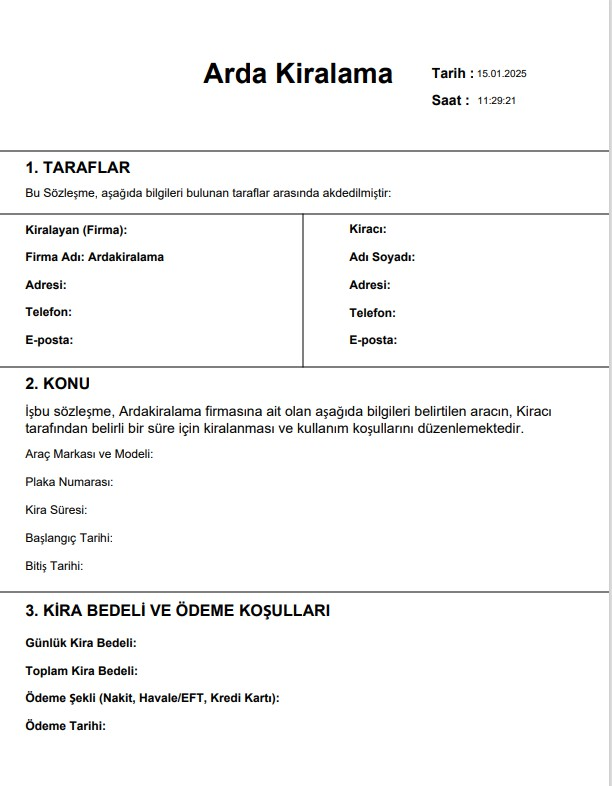 Arda Kiralama
Tarih : 15.01.2025
Saat : 11:29:21
1. TARAFLAR
Bu Sözleşme, aşağıda bilgileri bulunan taraflar arasında akdedilmiştir:
Kiralayan (Firma):
Firma Adı: Ardakiralama
Adresi:
Telefon:
E-posta:
Kiracı:
Adı Soyadı:
Adresi:
Telefon:
E-posta:
2. KONU
İşbu sözleşme, Ardakiralama firmasına ait olan aşağıda bilgileri belirtilen aracın, Kiracı
tarafından belirli bir süre için kiralanması ve kullanım koşullarını düzenlemektedir.
Araç Markası ve Modeli:
Plaka Numarası:
Kira Süresi:
Başlangıç Tarihi:
Bitiş Tarihi:
3. KİRA BEDELİ VE ÖDEME KOŞULLARI
Günlük Kira Bedeli:
Toplam Kira Bedeli:
Ödeme Şekli (Nakit, Havale/EFT, Kredi Kartı):
Ödeme Tarihi: